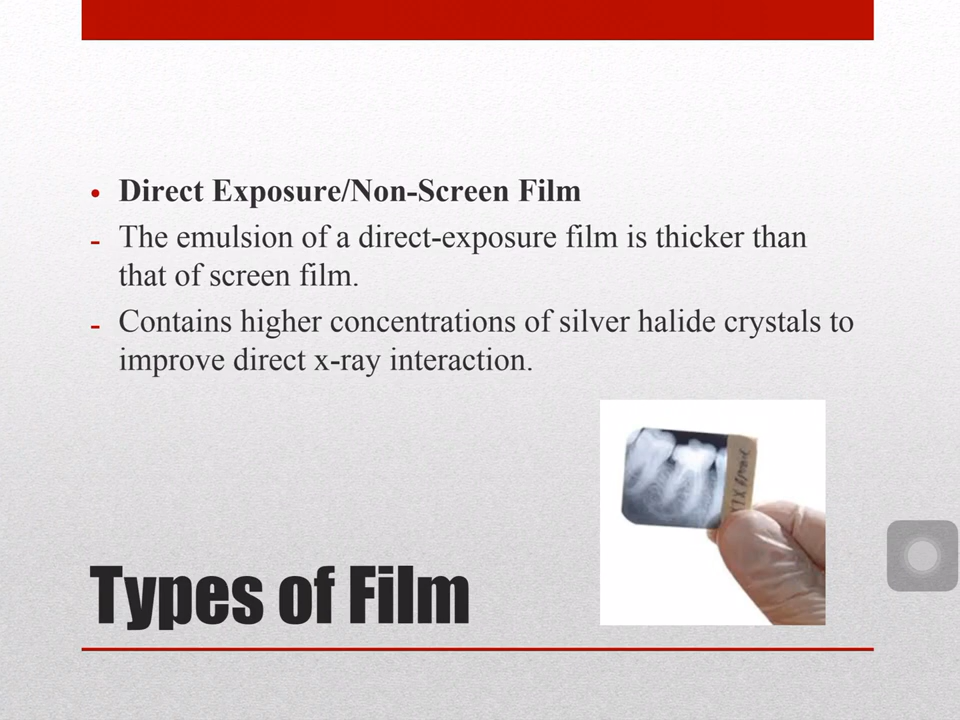 • Direct Exposure/Non-Screen Film
- The emulsion of a direct-exposure film is thicker than
that of screen film.
- Contains higher concentrations of silver halide crystals to
improve direct x-ray interaction.
Types of Film